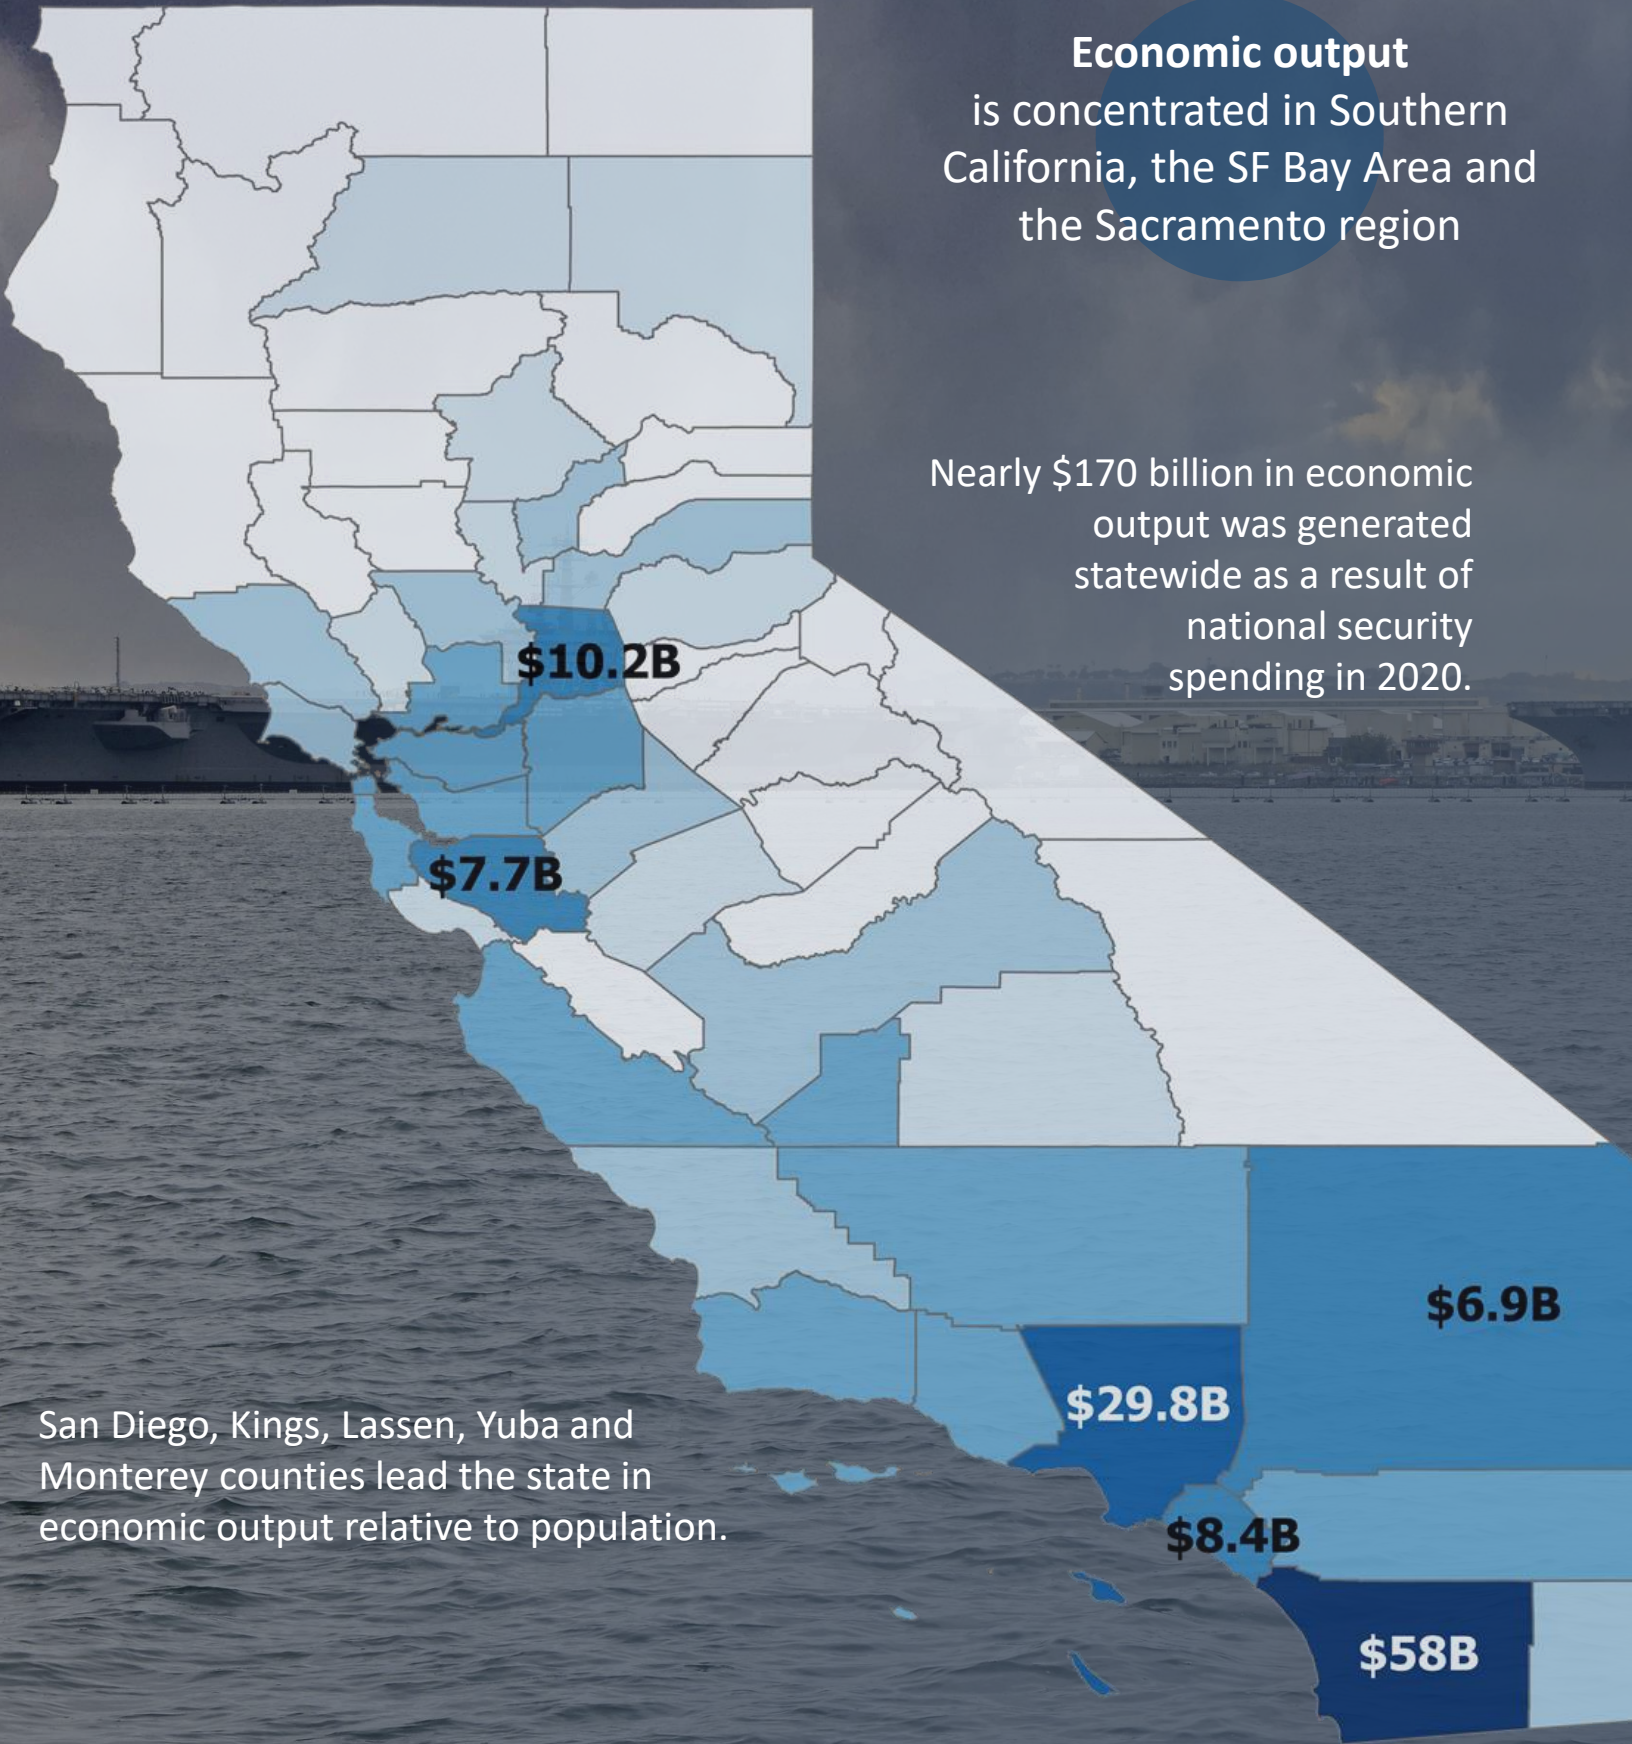 Economic output
is concentrated in Southern
California, the SF Bay Area and
the Sacramento region
Nearly $170 billion in economic
output was generated
statewide as a result of
national security
spending in 2020.
$10.2B
$7.7B
$6.9B
$29.8B
$8.4B
$58B
San Diego, Kings, Lassen, Yuba and
Monterey counties lead the state in
economic output relative to population.